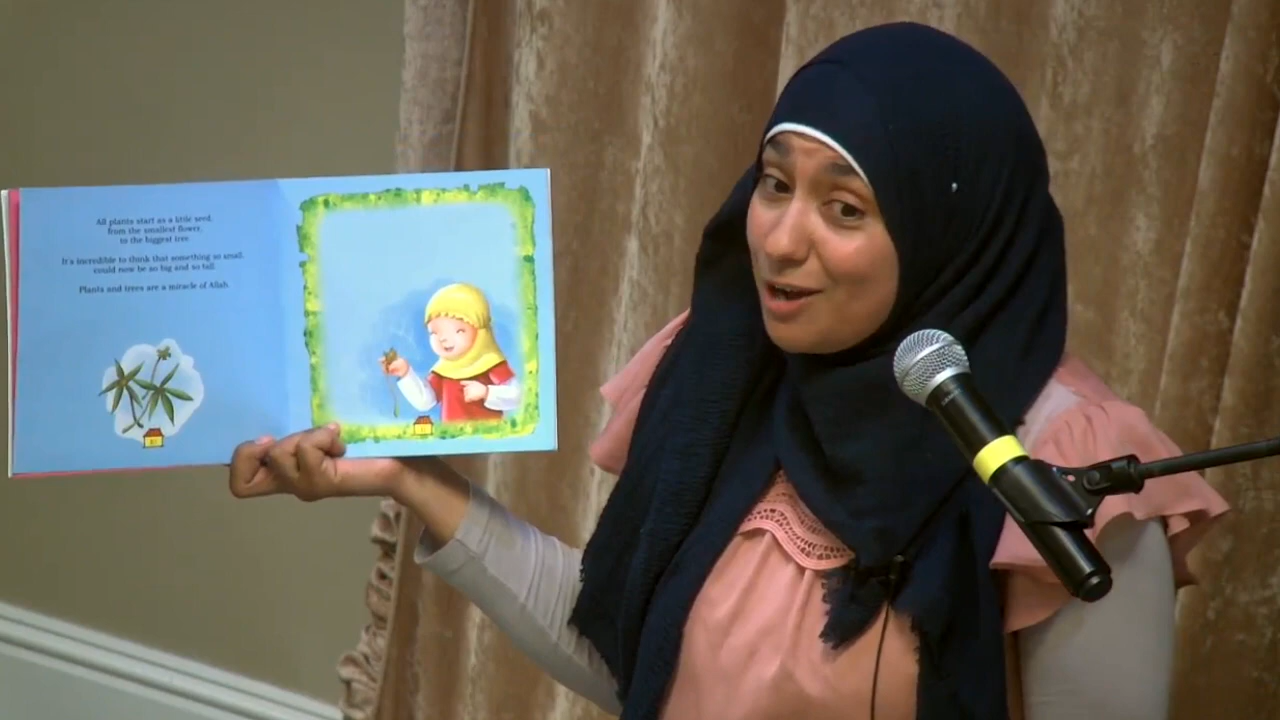 All plants start as a little seed,
from the smallest flower,
to the biggest tree
It's incredible to think that something so small,
could now be so big and so tall.
Plants and trees are a miracle of Allah.